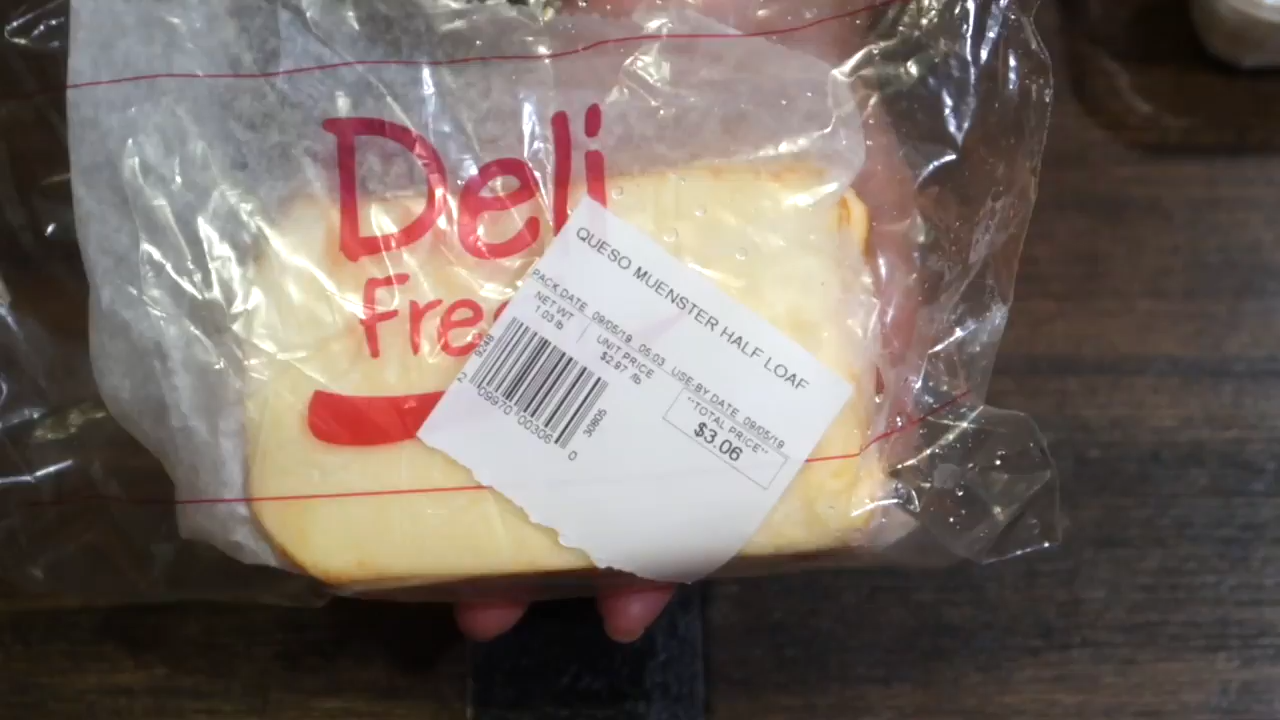 Deli
Fres
QUESO MUENSTER HALF LOAF
PACK DATE 09/05/19 05:03 USE-BY DATE 09/05/19
NET WT
1.03 lb
UNIT PRICE
$2.97 /lb
**TOTAL PRICE**
$3.06
9248
2 09970 00306 0
30805